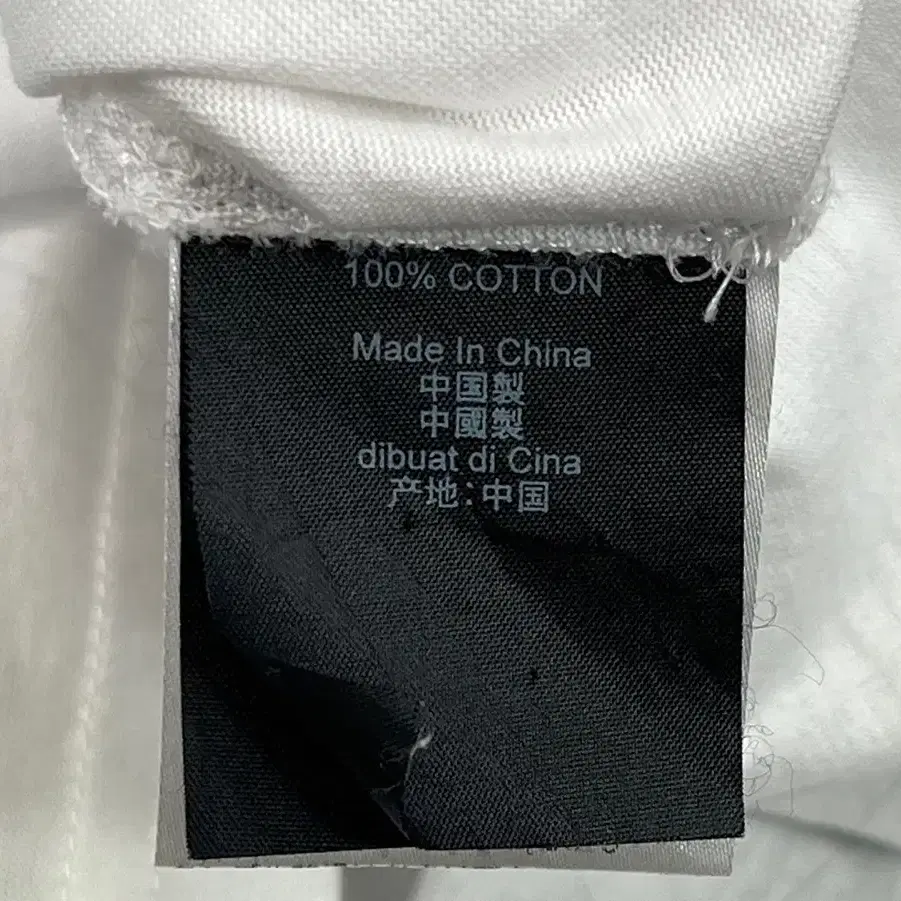 100% COTTON
Made In China
中国製
中國製
dibuat di Cina
产地：中国